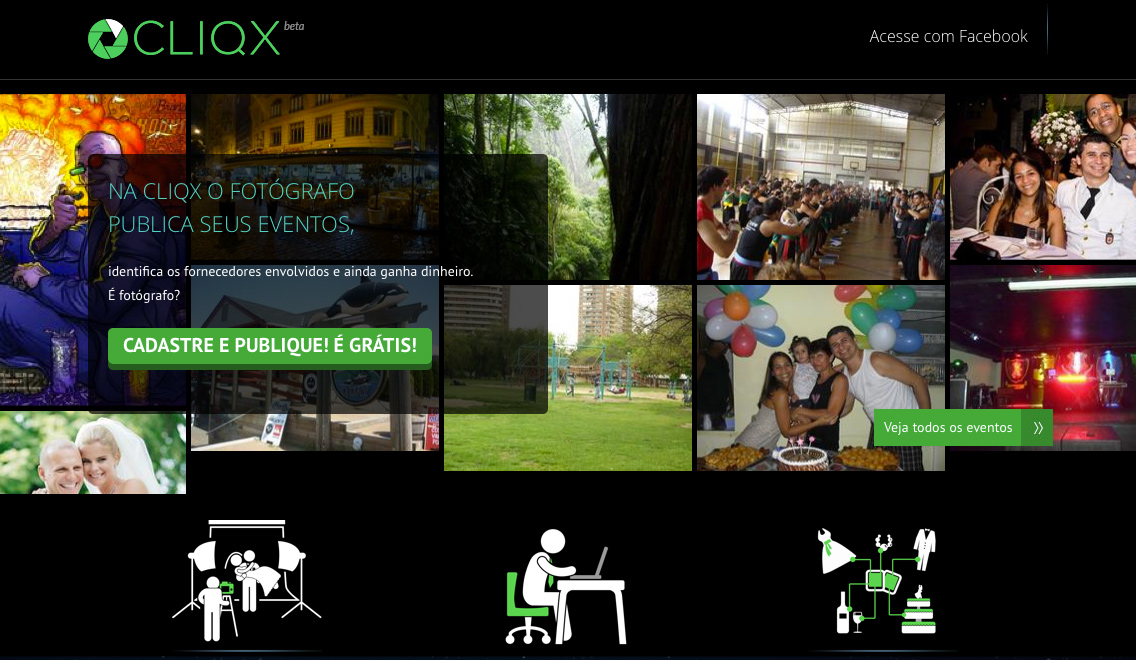 CLIQX beta
Acesse com Facebook
NA CLIQX O FOTÓGRAFO
PUBLICA SEUS EVENTOS,
identifica os fornecedores envolvidos e ainda ganha dinheiro.
É fotógrafo?
CADASTRE E PUBLIQUE! É GRÁTIS!
Veja todos os eventos